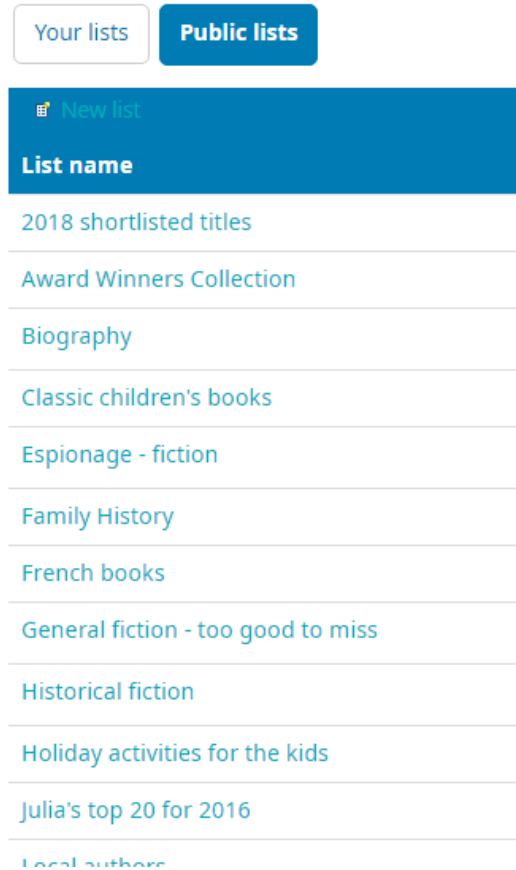 Your lists
Public lists
New list
List name
2018 shortlisted titles
Award Winners Collection
Biography
Classic children's books
Espionage - fiction
Family History
French books
General fiction - too good to miss
Historical fiction
Holiday activities for the kids
Julia's top 20 for 2016
Local authors